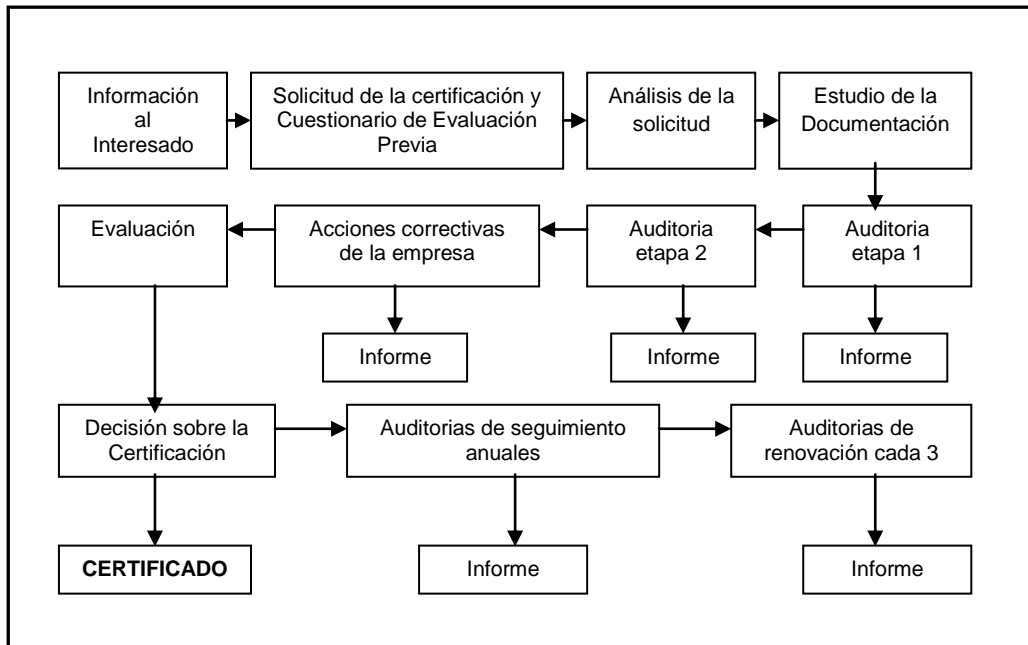 Información
al
Interesado
Solicitud de la certificación y
Cuestionario de Evaluación
Previa
Análisis de la
solicitud
Estudio de la
Documentación
Evaluación
Acciones correctivas
de la empresa
Auditoria
etapa 2
Auditoria
etapa 1
Informe
Informe
Informe
Decisión sobre la
Certificación
Auditorias de seguimiento
anuales
Auditorias de
renovación cada 3
CERTIFICADO
Informe
Informe